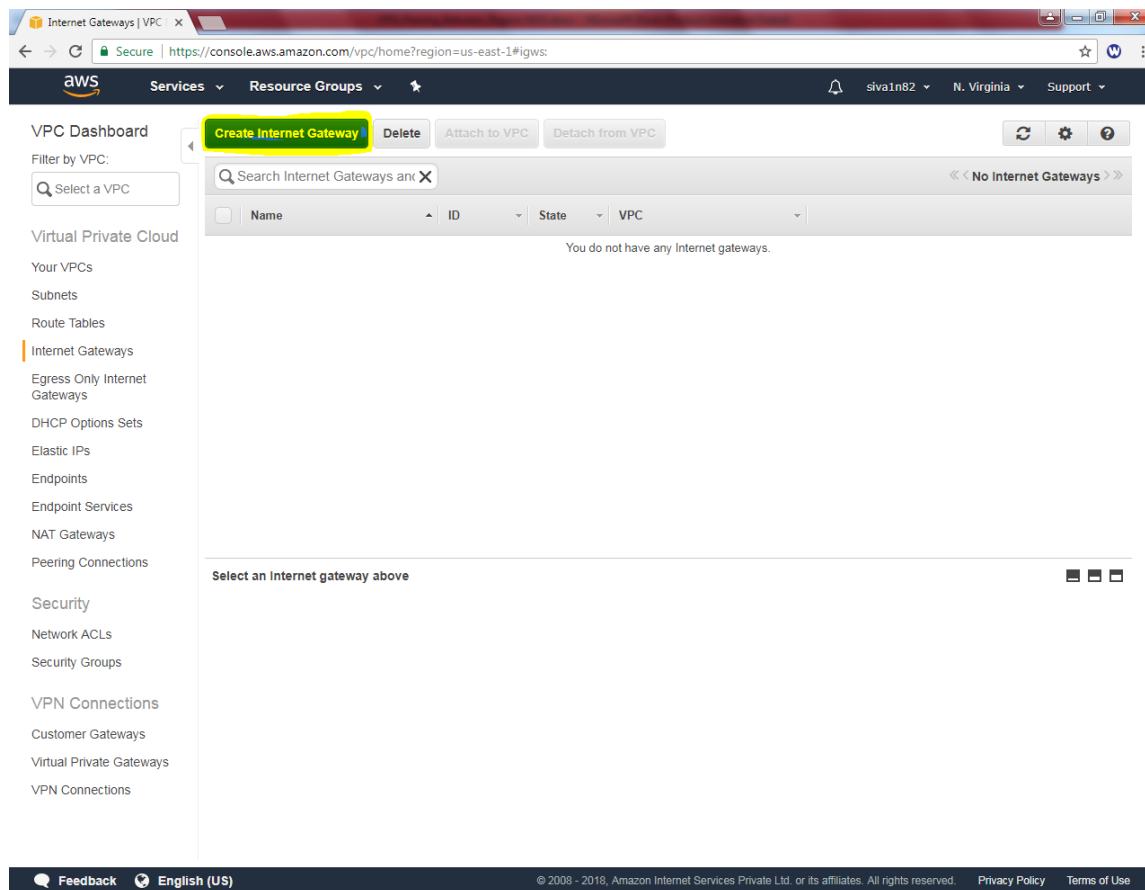 Internet Gateways | VPC
Secure | https://console.aws.amazon.com/vpc/home?region=us-east-1#igws:
aws Services Resource Groups siva1n82 N. Virginia Support
VPC Dashboard
Filter by VPC:
Select a VPC
Virtual Private Cloud
Your VPCs
Subnets
Route Tables
Internet Gateways
Egress Only Internet
Gateways
DHCP Options Sets
Elastic IPs
Endpoints
Endpoint Services
NAT Gateways
Peering Connections
Security
Network ACLs
Security Groups
VPN Connections
Customer Gateways
Virtual Private Gateways
VPN Connections
Create Internet Gateway Delete Attach to VPC Detach from VPC
Search Internet Gateways and X No Internet Gateways
Name ID State VPC
You do not have any Internet gateways.
Select an Internet gateway above
Feedback English (US) © 2008 - 2018, Amazon Internet Services Private Ltd. or its affiliates. All rights reserved. Privacy Policy Terms of Use